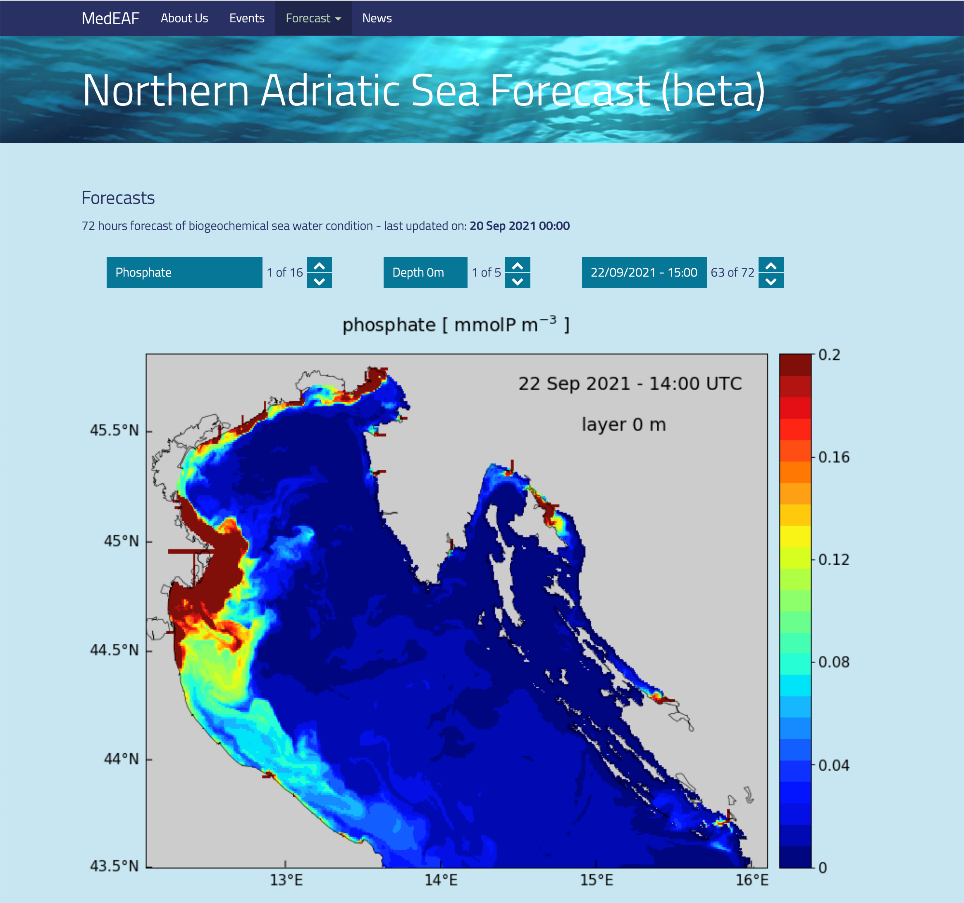 MedEAF About Us Events Forecast News
Northern Adriatic Sea Forecast (beta)
Forecasts
72 hours forecast of biogeochemical sea water condition - last updated on: 20 Sep 2021 00:00
Phosphate 1 of 16 Depth 0m 1 of 5 22/09/2021 - 15:00 63 of 72
phosphate [ mmolP m⁻³ ]
22 Sep 2021 - 14:00 UTC
layer 0 m
45.5°N
45°N
44.5°N
44°N
43.5°N
13°E 14°E 15°E 16°E
0.2
0.16
0.12
0.08
0.04
0